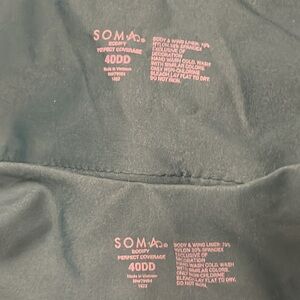 SOMA
BODIFY
PERFECT COVERAGE
40DD
Made in Vietnam
BODY & WING LINER: 70%
NYLON 30% SPANDEX
EXCLUSIVE OF
DECORATION
HAND WASH COLD. WASH
WITH SIMILAR COLORS
ONLY NON-CHLORINE
BLEACH LAY FLAT TO DRY.
DO NOT IRON.
SOMA
BODIFY
PERFECT COVERAGE
40DD
Made in Vietnam
BODY & WING LINER: 70%
NYLON 30% SPANDEX
EXCLUSIVE OF
DECORATION
HAND WASH COLD. WASH
WITH SIMILAR COLORS
ONLY NON-CHLORINE
BLEACH LAY FLAT TO DRY.
DO NOT IRON.